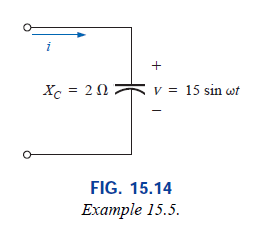 i
+
X_C = 2 Ω
v = 15 sin ωt
–
FIG. 15.14
Example 15.5.